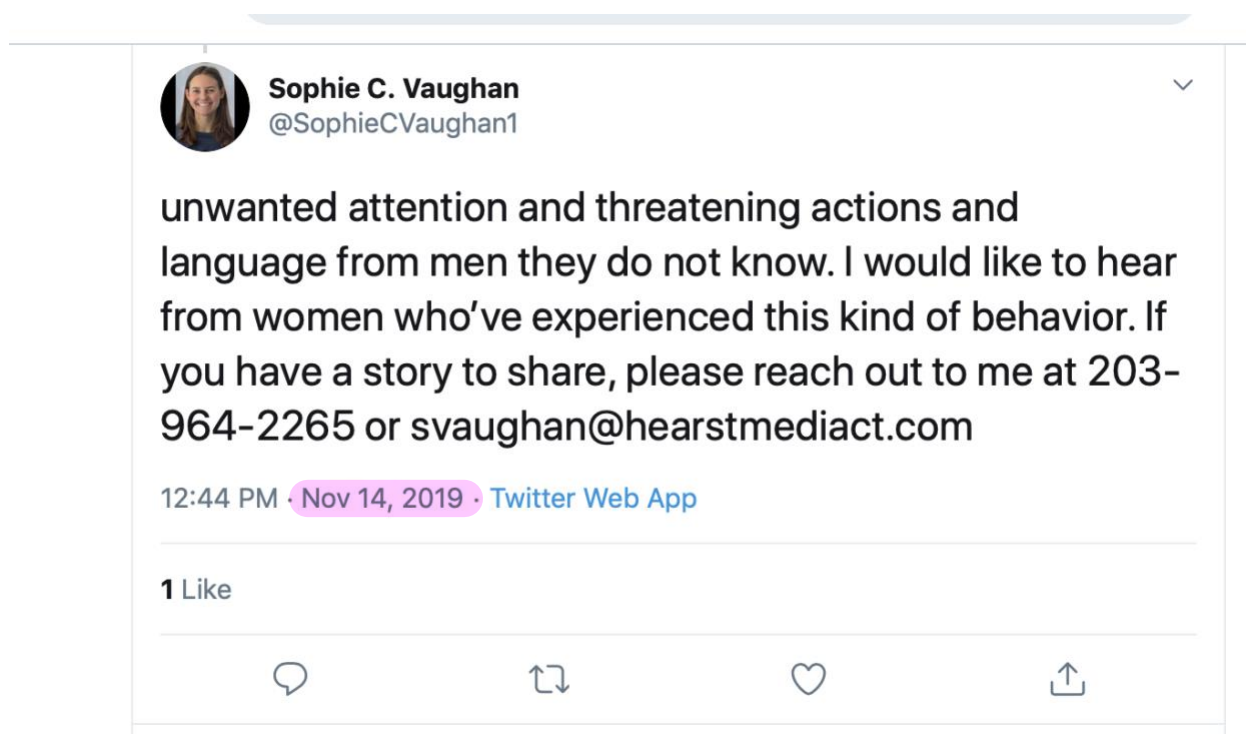 Sophie C. Vaughan
@SophieCVaughan1
unwanted attention and threatening actions and
language from men they do not know. I would like to hear
from women who've experienced this kind of behavior. If
you have a story to share, please reach out to me at 203-
964-2265 or svaughan@hearstmediact.com
12:44 PM · Nov 14, 2019 · Twitter Web App
1 Like